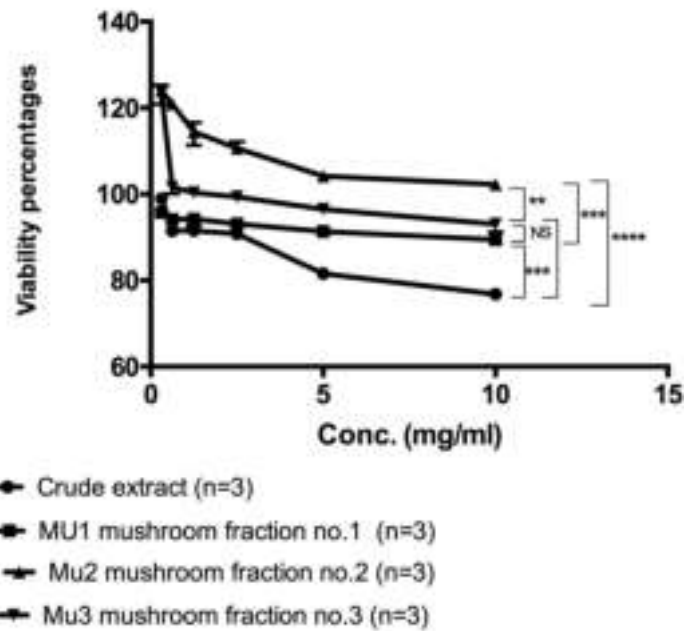 140
120
100
80
60
Viability percentages
0
5
10
15
Conc. (mg/ml)
**
NS
***
***
****
Crude extract (n=3)
MU1 mushroom fraction no.1 (n=3)
Mu2 mushroom fraction no.2 (n=3)
Mu3 mushroom fraction no.3 (n=3)